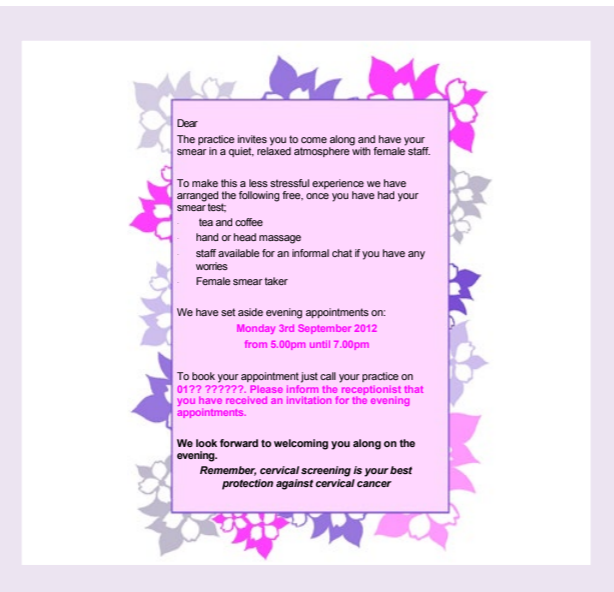 Dear
The practice invites you to come along and have your
smear in a quiet, relaxed atmosphere with female staff.
To make this a less stressful experience we have
arranged the following free, once you have had your
smear test;
· tea and coffee
· hand or head massage
· staff available for an informal chat if you have any
worries
· Female smear taker
We have set aside evening appointments on:
Monday 3rd September 2012
from 5.00pm until 7.00pm
To book your appointment just call your practice on
01?? ??????. Please inform the receptionist that
you have received an invitation for the evening
appointments.
We look forward to welcoming you along on the
evening.
Remember, cervical screening is your best
protection against cervical cancer